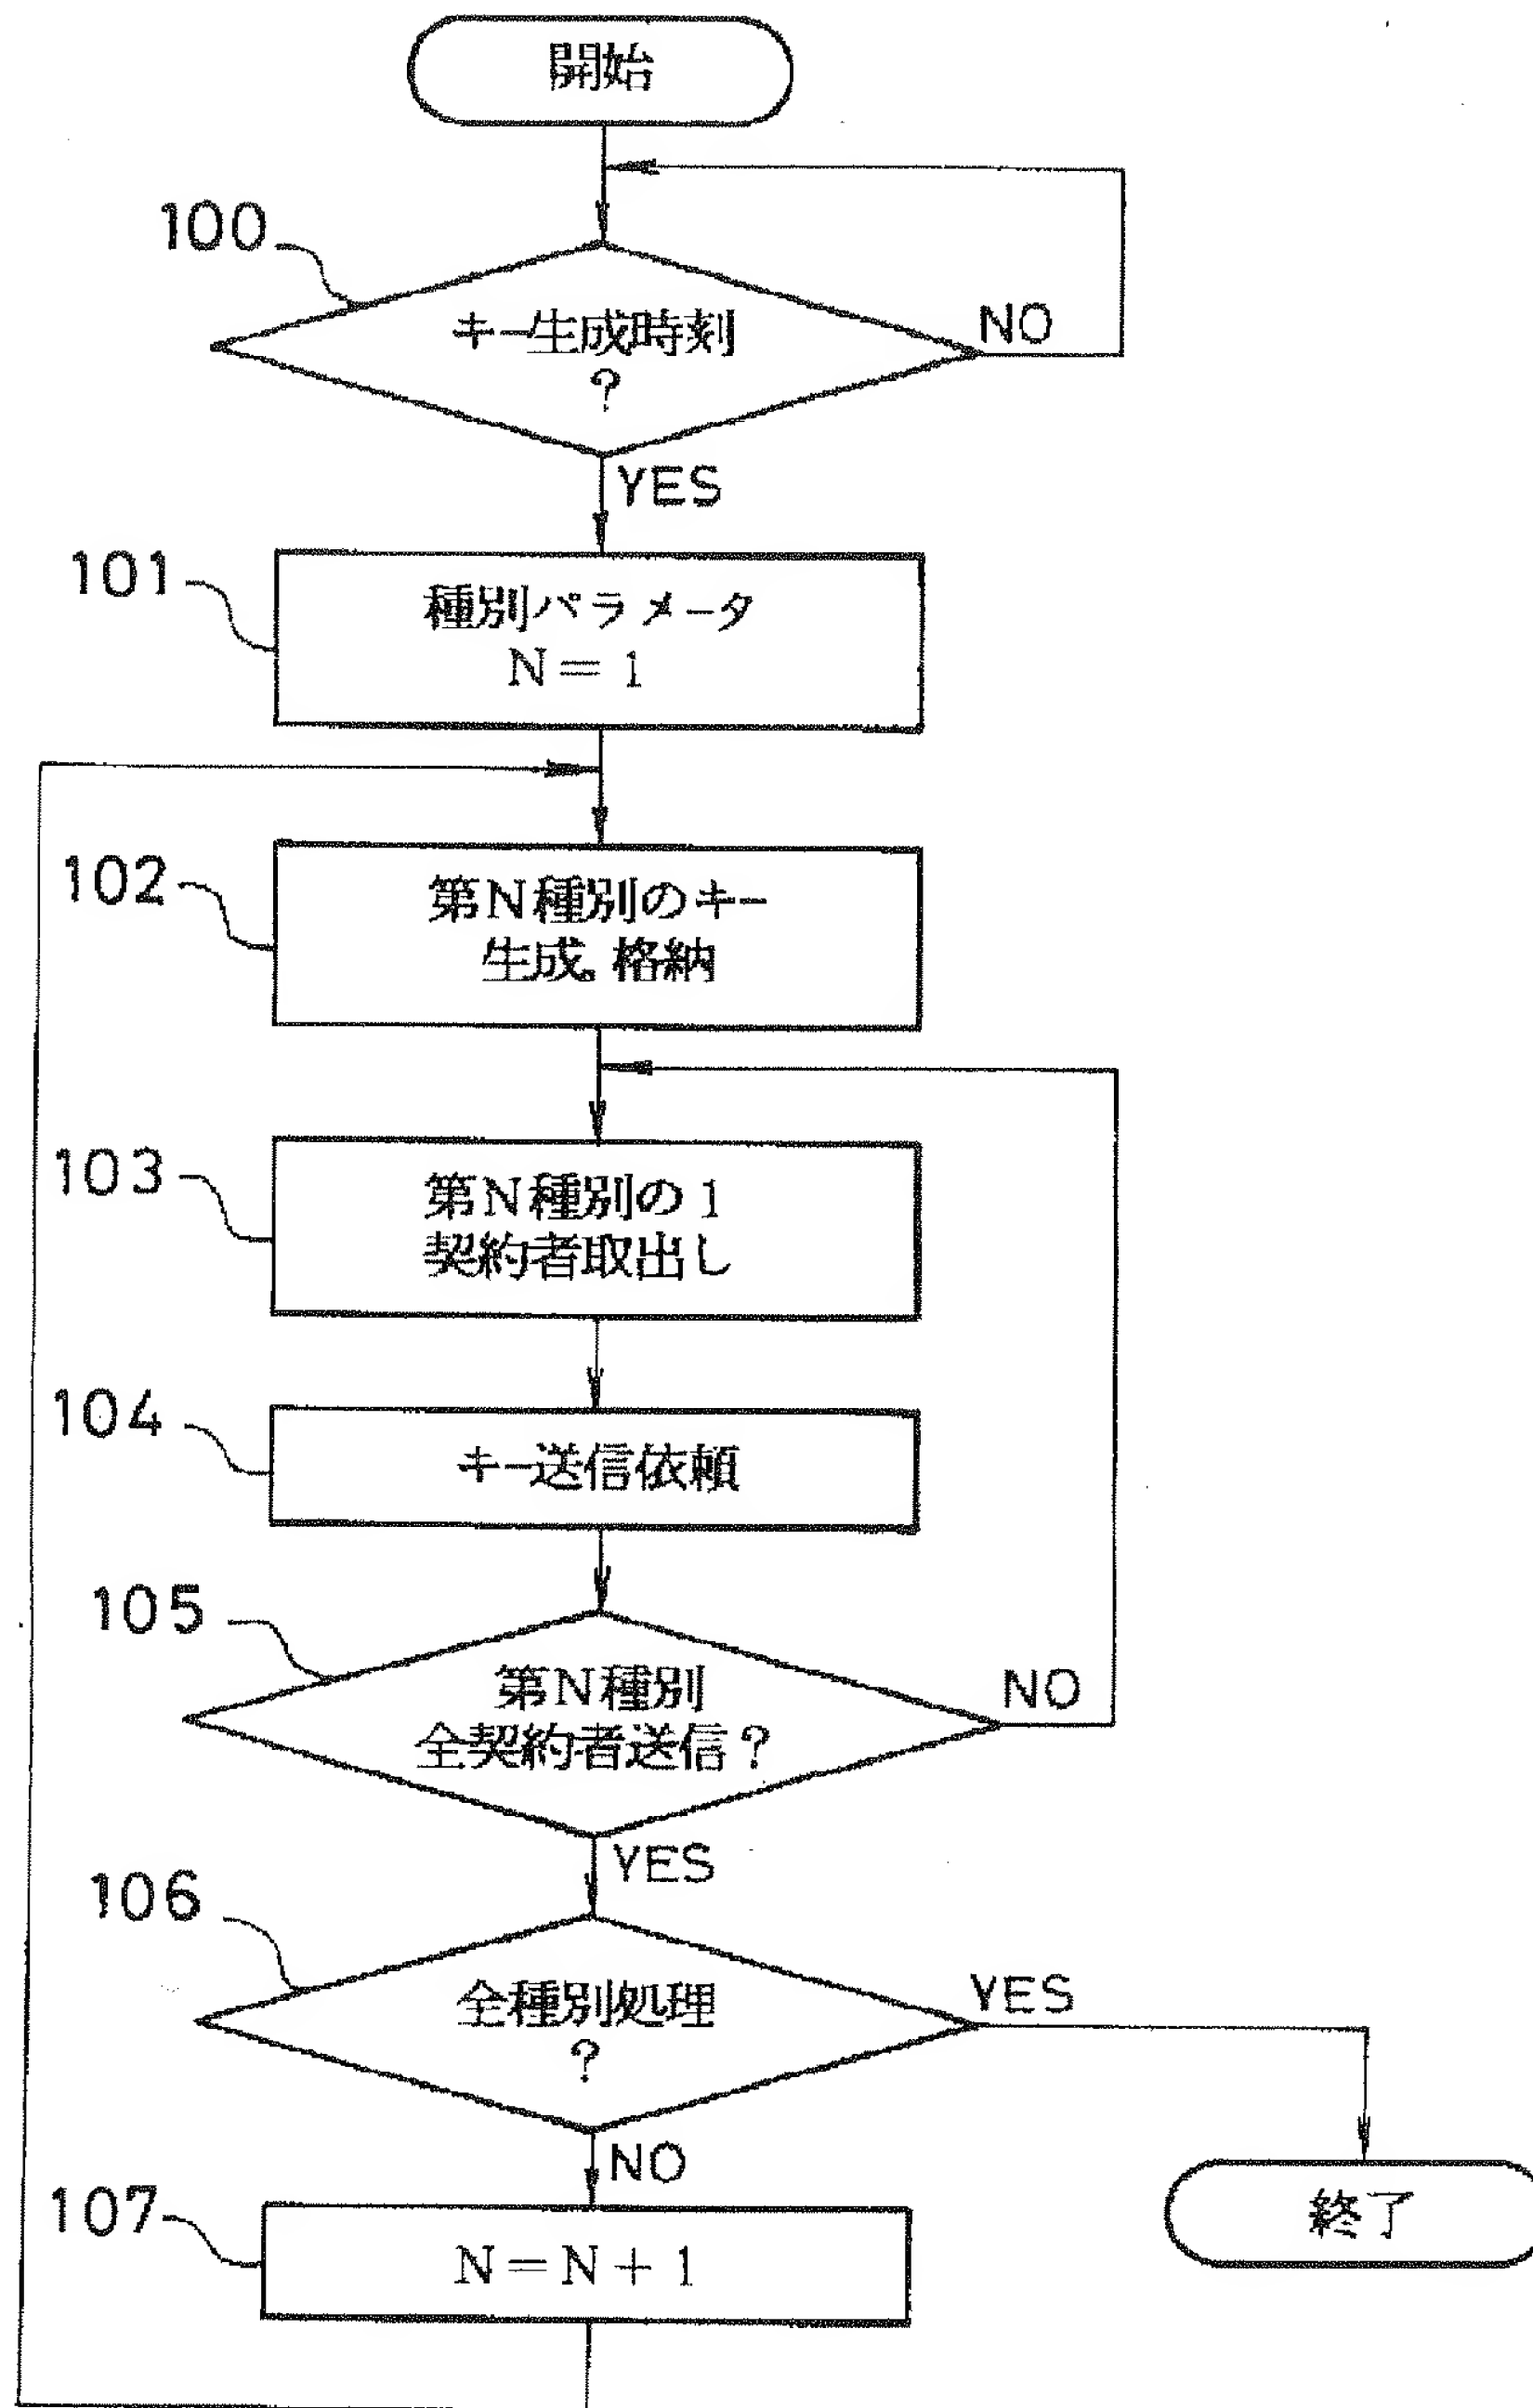 開始
100
キー生成時刻
?
NO
YES
101
種別パラメータ
N=1
102
第N種別のキー
生成。格納
103
第N種別の1
契約者取出し
104
キー送信依頼
105
第N種別
全契約者送信?
NO
YES
106
全種別処理
?
YES
NO
107
N=N+1
終了